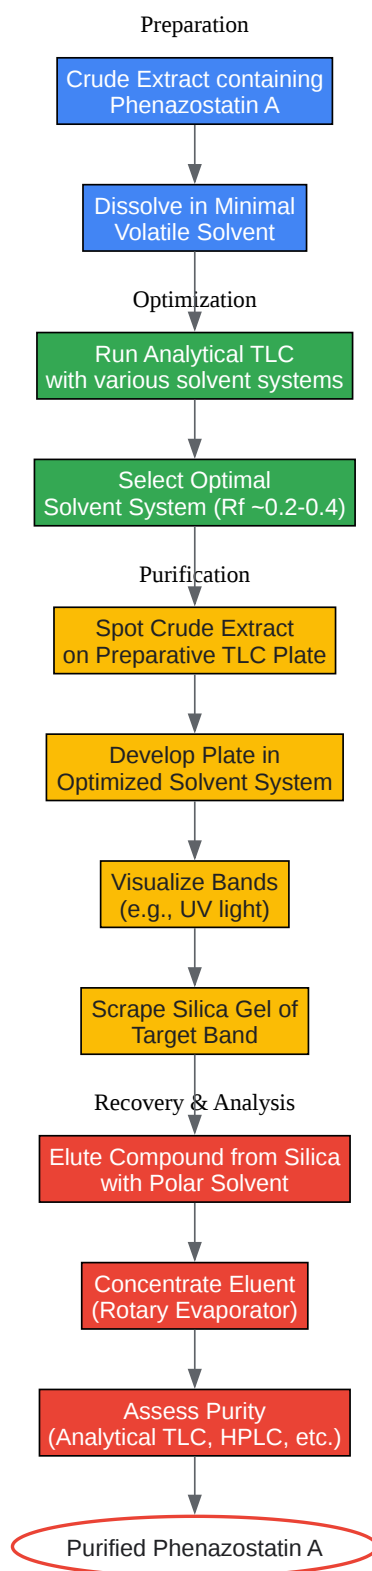 Preparation
Crude Extract containing
Phenazostatin A
Dissolve in Minimal
Volatile Solvent
Optimization
Run Analytical TLC
with various solvent systems
Select Optimal
Solvent System (Rf ~0.2-0.4)
Purification
Spot Crude Extract
on Preparative TLC Plate
Develop Plate in
Optimized Solvent System
Visualize Bands
(e.g., UV light)
Scrape Silica Gel of
Target Band
Recovery & Analysis
Elute Compound from Silica
with Polar Solvent
Concentrate Eluent
(Rotary Evaporator)
Assess Purity
(Analytical TLC, HPLC, etc.)
Purified Phenazostatin A